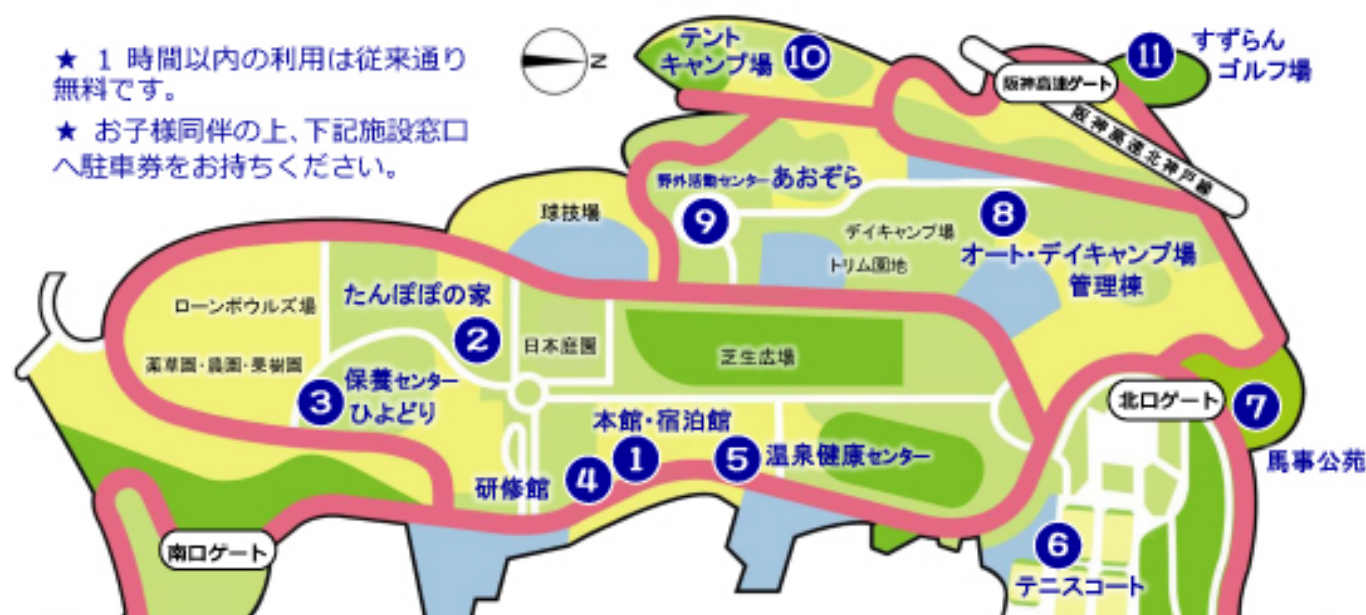 ★ 1 時間以内の利用は従来通り
無料です。
★ お子様同伴の上、下記施設窓口
へ駐車券をお持ちください。
N
テント
キャンプ場
10
阪神高速ゲート
11
すずらん
ゴルフ場
阪神高速北神戸線
野外活動センターあおぞら
9
球技場
デイキャンプ場
トリム園地
8
オート・デイキャンプ場
管理棟
ローンボウルズ場
たんぽぽの家
2
日本庭園
芝生広場
薬草園・農園・果樹園
3
保養センター
ひよどり
北口ゲート
7
馬事公苑
本館・宿泊館
1
5
温泉健康センター
研修館
4
南口ゲート
6
テニスコート